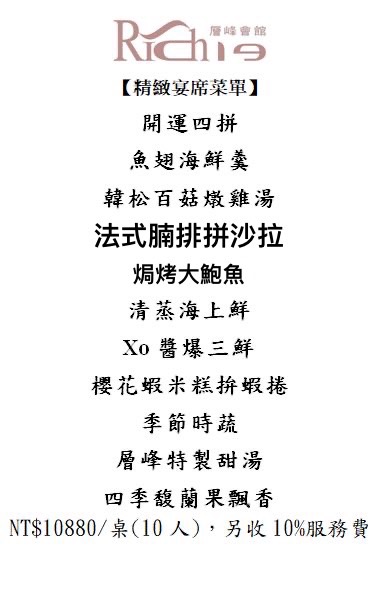 Rich 19
層峰會館
【精緻宴席菜單】
開運四拼
魚翅海鮮羹
韓松百菇燉雞湯
法式腩排拼沙拉
焗烤大鮑魚
清蒸海上鮮
Xo 醬爆三鮮
櫻花蝦米糕拚蝦捲
季節時蔬
層峰特製甜湯
四季馥蘭果飄香
NT$10880/桌(10 人)，另收 10%服務費